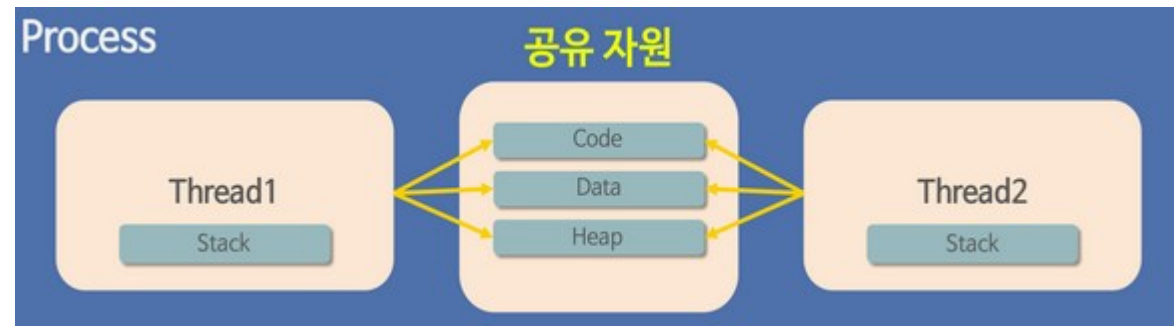 Process
공유 자원
Thread1
Stack
Code
Data
Heap
Thread2
Stack